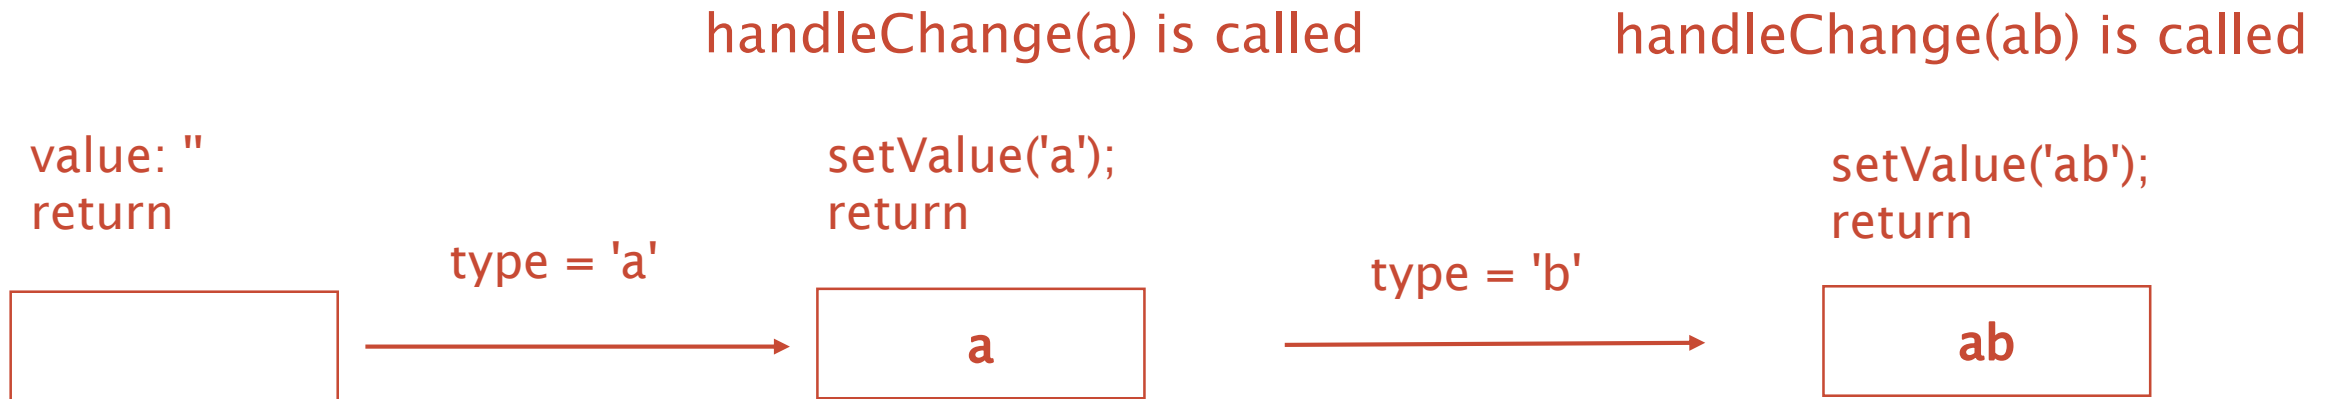 handleChange(a) is called
handleChange(ab) is called
value: ''
return
type = 'a'
setValue('a');
return
type = 'b'
setValue('ab');
return
a
ab